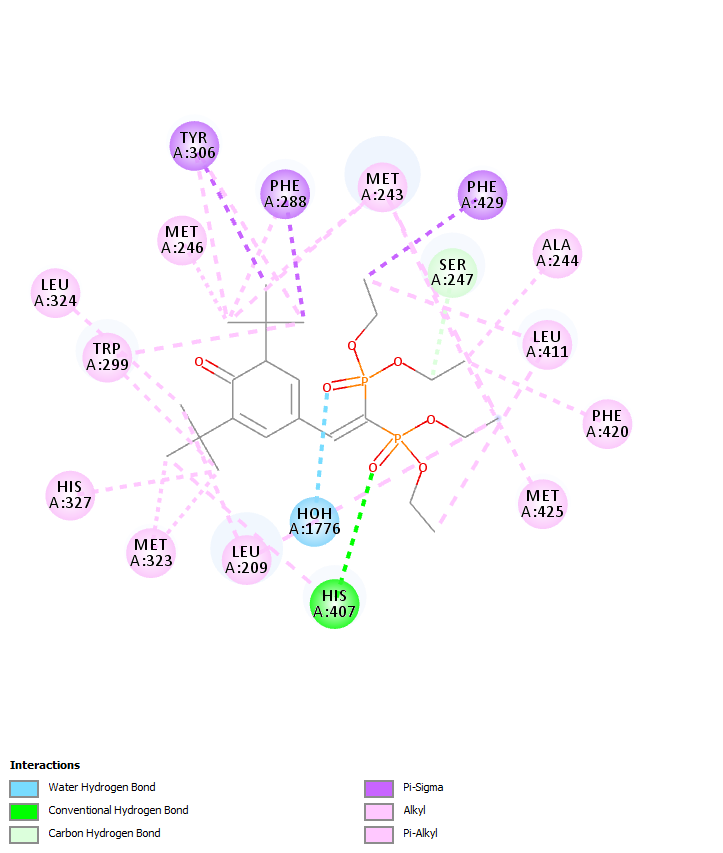 TYR
A:306
PHE
A:288
MET
A:243
PHE
A:429
MET
A:246
SER
A:247
ALA
A:244
LEU
A:324
TRP
A:299
LEU
A:411
O
O
O
P
O
O
PHE
A:420
P
O
O
O
HIS
A:327
MET
A:425
HOH
A:1776
MET
A:323
LEU
A:209
HIS
A:407
Interactions
Water Hydrogen Bond
Conventional Hydrogen Bond
Carbon Hydrogen Bond
Pi-Sigma
Alkyl
Pi-Alkyl